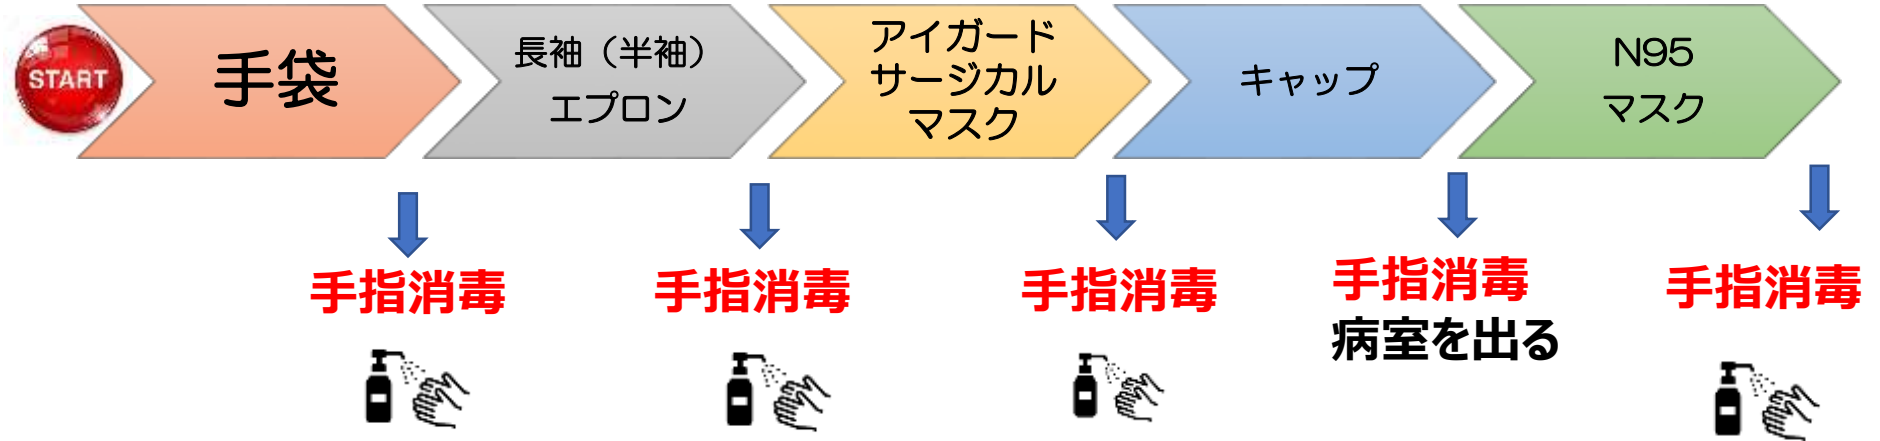 START
手袋
長袖（半袖）
エプロン
アイガード
サージカル
マスク
キャップ
N95
マスク
手指消毒
手指消毒
手指消毒
手指消毒
病室を出る
手指消毒